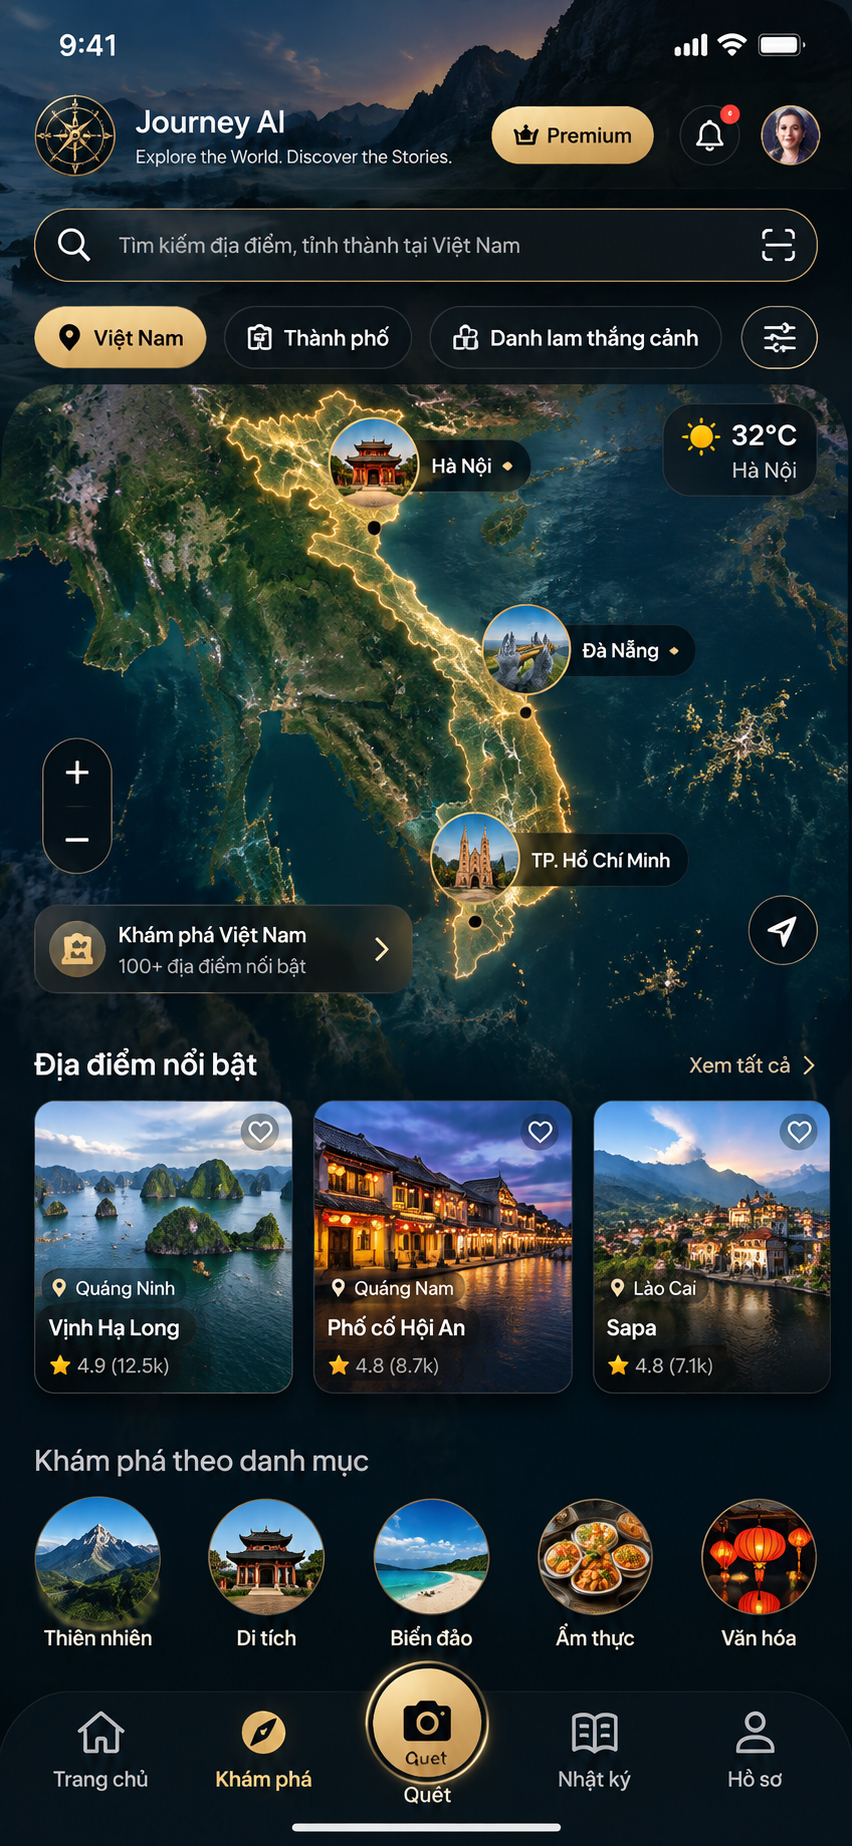 9:41
Journey AI
Explore the World. Discover the Stories.
Premium
Tìm kiếm địa điểm, tỉnh thành tại Việt Nam
Việt Nam
Thành phố
Danh lam thắng cảnh
32°C
Hà Nội
Hà Nội
Đà Nẵng
TP. Hồ Chí Minh
Khám phá Việt Nam
100+ địa điểm nổi bật
Địa điểm nổi bật
Xem tất cả
Quáng Ninh
Vịnh Hạ Long
4.9 (12.5k)
Quáng Nam
Phố cổ Hội An
4.8 (8.7k)
Lào Cai
Sapa
4.8 (7.1k)
Khám phá theo danh mục
Thiên nhiên
Di tích
Biển đảo
Ẩm thực
Văn hóa
Trang chủ
Khám phá
Quet
Quét
Nhật ký
Hồ sơ